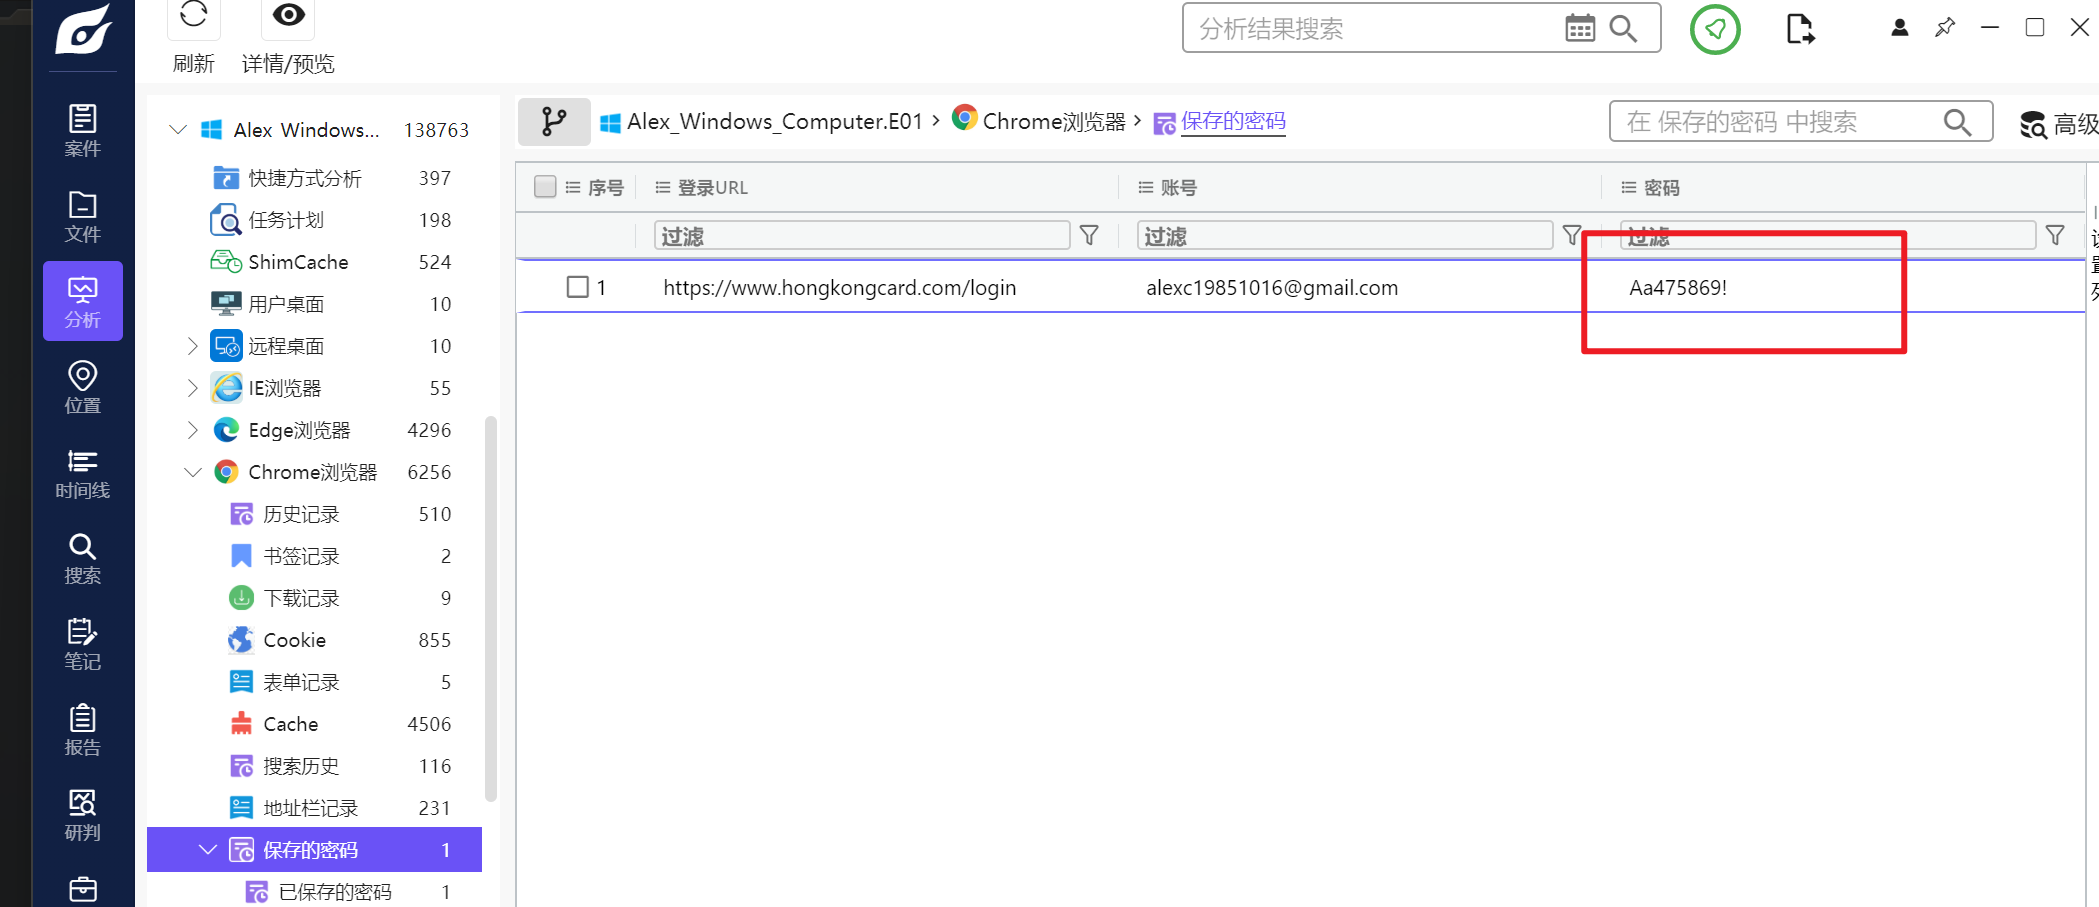 刷新
详情/预览
分析结果搜索
案件
文件
分析
位置
时间线
搜索
笔记
报告
研判
Alex Windows... 138763
快捷方式分析 397
任务计划 198
ShimCache 524
用户桌面 10
远程桌面 10
IE浏览器 55
Edge浏览器 4296
Chrome浏览器 6256
历史记录 510
书签记录 2
下载记录 9
Cookie 855
表单记录 5
Cache 4506
搜索历史 116
地址栏记录 231
保存的密码 1
已保存的密码 1
Alex_Windows_Computer.E01 › Chrome浏览器 › 保存的密码
在 保存的密码 中搜索
高级
序号 登录URL 账号 密码
过滤 过滤 过滤
1 https://www.hongkongcard.com/login alexc19851016@gmail.com Aa475869!